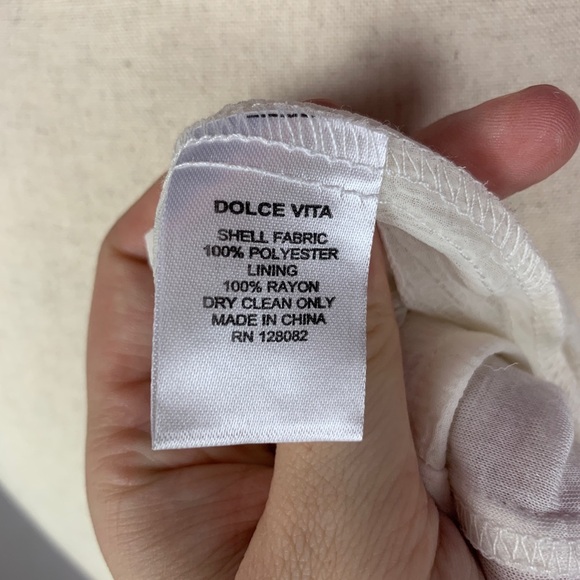 DOLCE VITA
SHELL FABRIC
100% POLYESTER
LINING
100% RAYON
DRY CLEAN ONLY
MADE IN CHINA
RN 128082